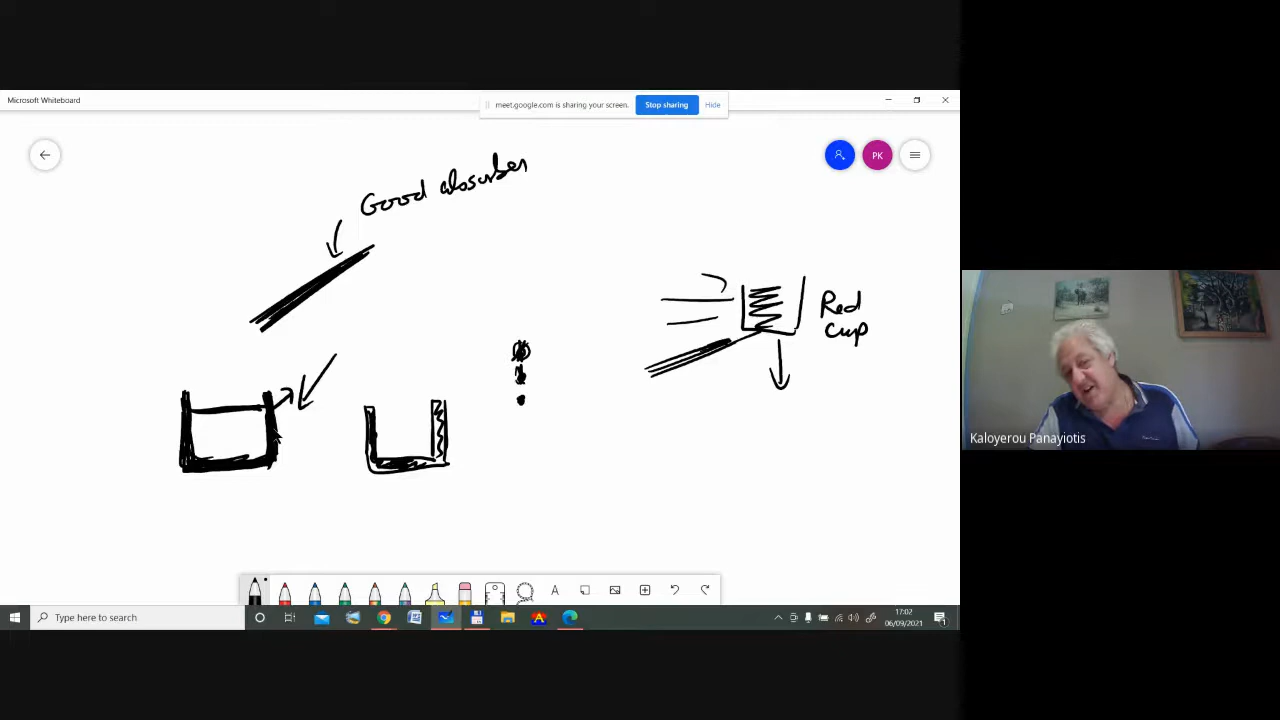 Microsoft Whiteboard
meet.google.com is sharing your screen.
Stop sharing
Hide
PK
Good absorber
Red
cup
Kaloyerou Panayiotis
A
Type here to search
17:02
06/09/2021